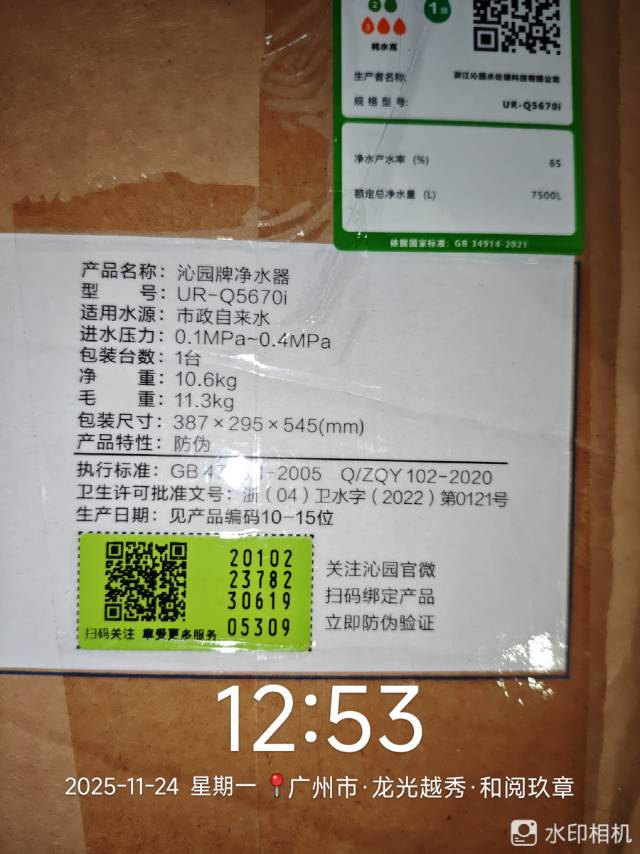 2
3
耗水高
1级
生产者名称:
浙江沁园水处理科技有限公司
规格型号:
UR-Q5670i
净水产水率 (%)
65
额定总净水量 (L)
7500L
依据国家标准: GB 34914-2021
产品名称: 沁园牌净水器
型 号: UR-Q5670i
适用水源: 市政自来水
进水压力: 0.1MPa~0.4MPa
包装台数: 1台
净 重: 10.6kg
毛 重: 11.3kg
包装尺寸: 387×295×545(mm)
产品特性: 防伪
执行标准: GB 4 1-2005 Q/ZQY 102-2020
卫生许可批准文号: 浙 (04) 卫水字 (2022) 第0121号
生产日期: 见产品编码10-15位
20102
23782
30619
05309
扫码关注 享受更多服务
关注沁园官微
扫码绑定产品
立即防伪验证
12:53
2025-11-24 星期一 广州市·龙光越秀·和阅玖章
水印相机